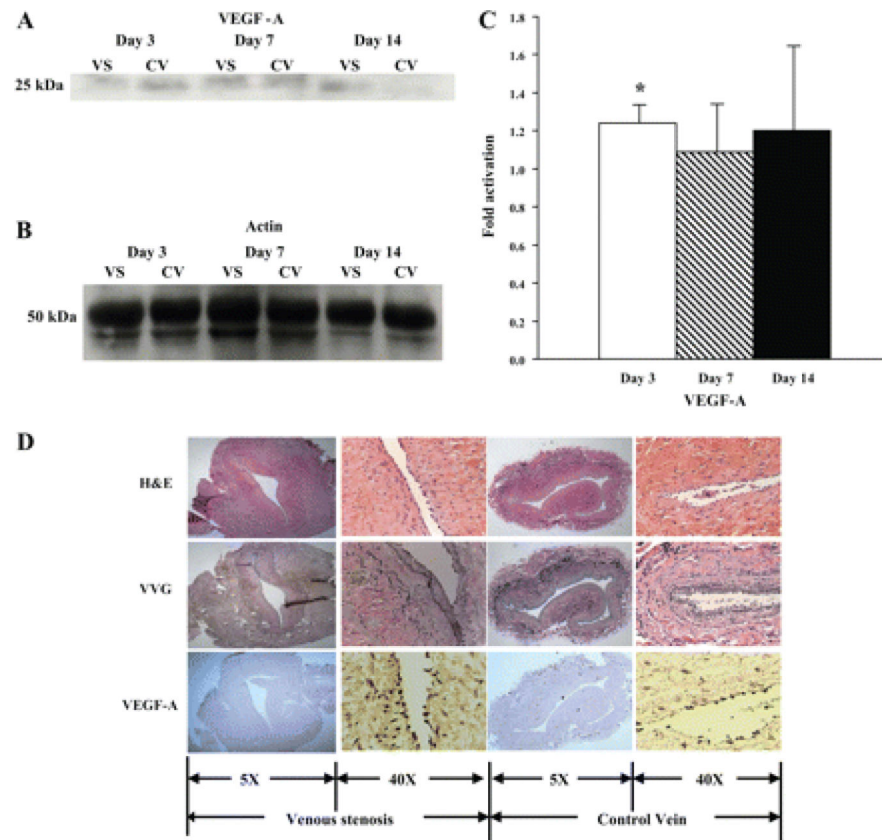 A
VEGF-A
Day 3 Day 7 Day 14
VS CV VS CV VS CV
25 kDa
B
Actin
Day 3 Day 7 Day 14
VS CV VS CV VS CV
50 kDa
C
1.8
1.6
1.4
1.2
1.0
0.8
0.6
0.4
0.2
0.0
Fold activation
*
Day 3 Day 7 Day 14
VEGF-A
D
H&E
VVG
VEGF-A
5X 40X 5X 40X
Venous stenosis Control Vein